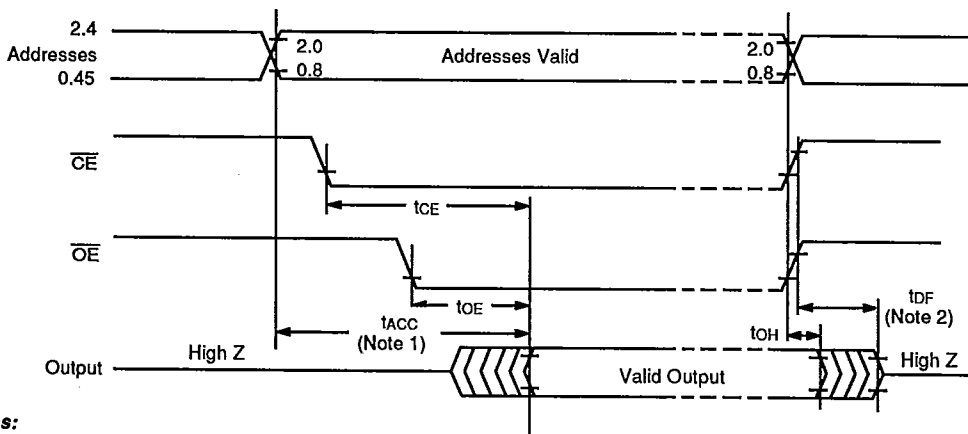 2.4
Addresses
0.45
2.0
0.8
Addresses Valid
2.0
0.8
CE
tCE
OE
tOE
tACC
(Note 1)
tDF
(Note 2)
tOH
Output
High Z
Valid Output
High Z
s: